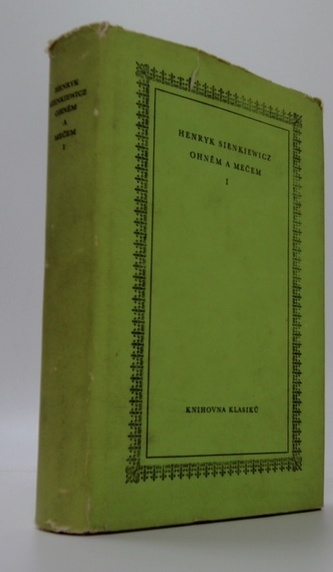 HENRYK
SIENKIEWICZ
OHNĚM
A
MEČEM
I
HENRYK SIENKIEWICZ
OHNĚM A MEČEM
I
KNIHOVNA KLASIKŮ